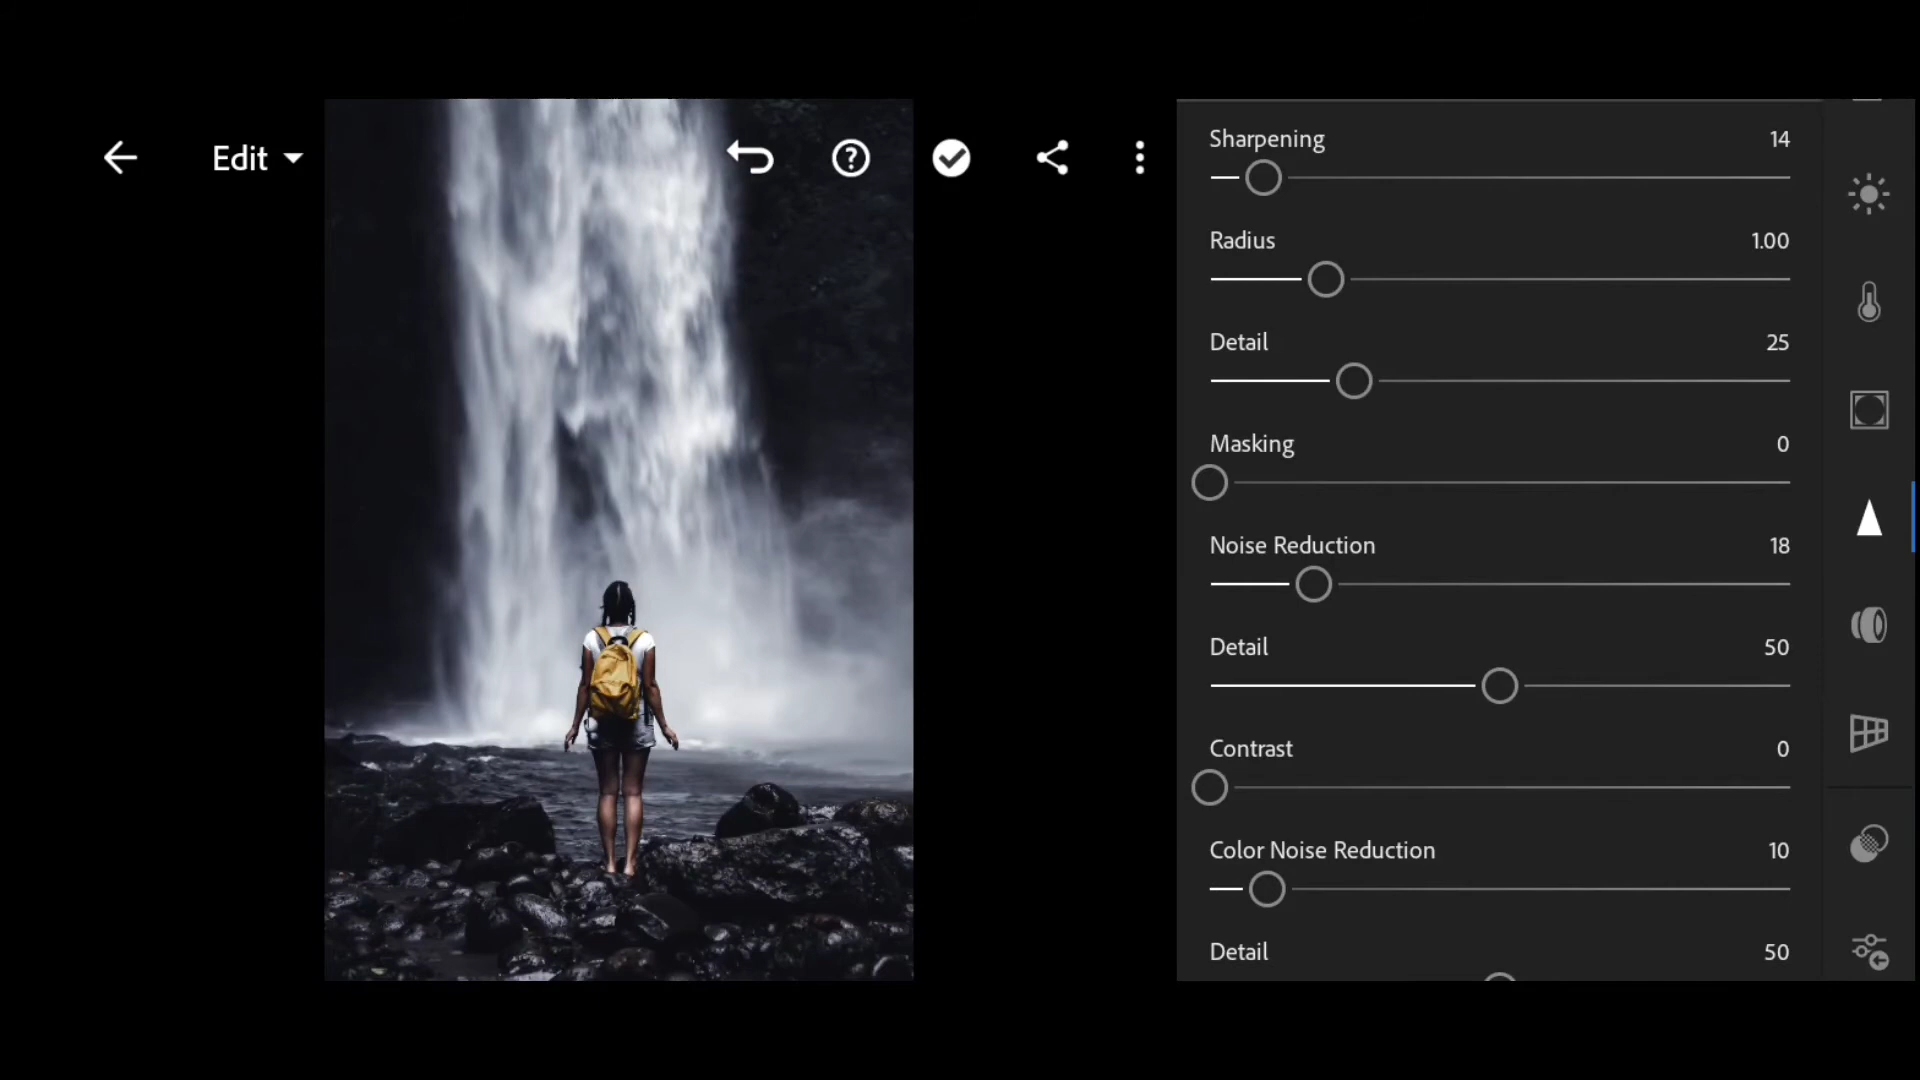 Edit
Sharpening 14
Radius 1.00
Detail 25
Masking 0
Noise Reduction 18
Detail 50
Contrast 0
Color Noise Reduction 10
Detail 50